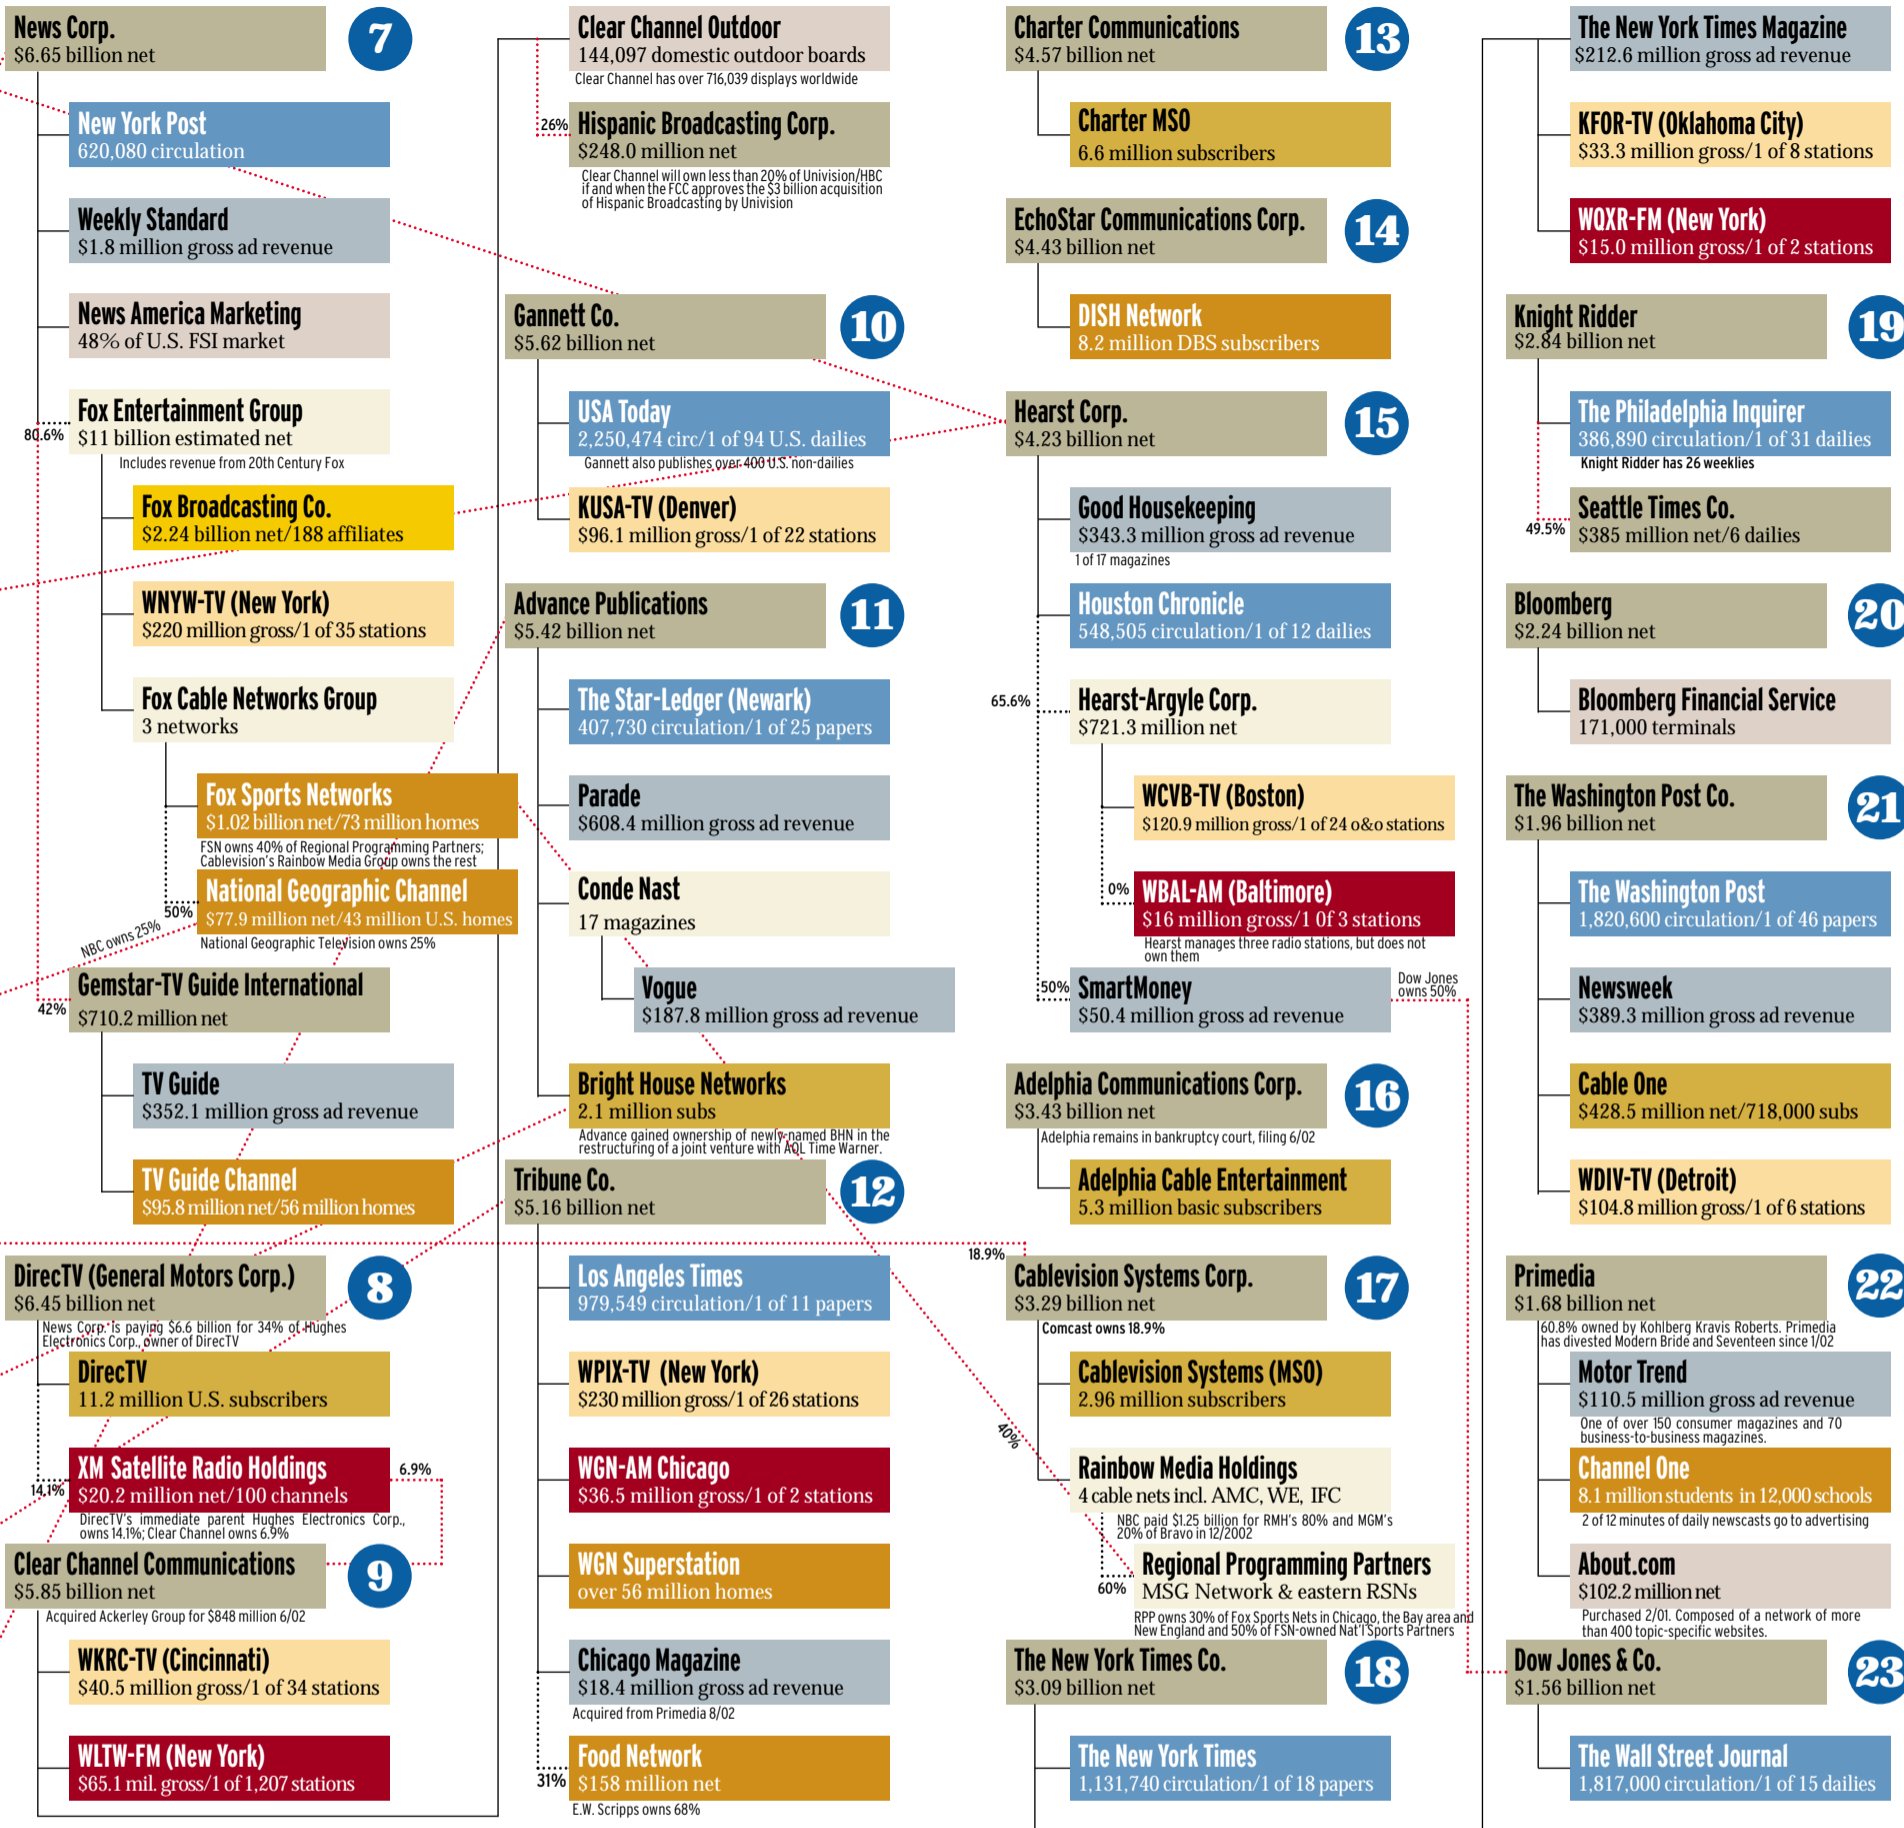 News Corp.
$6.65 billion net
7
New York Post
620,080 circulation
Weekly Standard
$1.8 million gross ad revenue
News America Marketing
48% of U.S. FSI market
80.6%
Fox Entertainment Group
$11 billion estimated net
Includes revenue from 20th Century Fox
Fox Broadcasting Co.
$2.24 billion net/188 affiliates
WNYW-TV (New York)
$220 million gross/1 of 35 stations
Fox Cable Networks Group
3 networks
Fox Sports Networks
$1.02 billion net/73 million homes
FSN owns 40% of Regional Programming Partners;
Cablevision's Rainbow Media Group owns the rest
50%
National Geographic Channel
$77.9 million net/43 million U.S. homes
National Geographic Television owns 25%
NBC owns 25%
42%
Gemstar-TV Guide International
$710.2 million net
TV Guide
$352.1 million gross ad revenue
TV Guide Channel
$95.8 million net/56 million homes
DirecTV (General Motors Corp.)
$6.45 billion net
8
News Corp. is paying $6.6 billion for 34% of Hughes
Electronics Corp., owner of DirecTV
DirecTV
11.2 million U.S. subscribers
14.1%
XM Satellite Radio Holdings
$20.2 million net/100 channels
6.9%
DirecTV's immediate parent Hughes Electronics Corp.,
owns 14.1%; Clear Channel owns 6.9%
Clear Channel Communications
$5.85 billion net
9
Acquired Ackerley Group for $848 million 6/02
WKRC-TV (Cincinnati)
$40.5 million gross/1 of 34 stations
WLTW-FM (New York)
$65.1 mil. gross/1 of 1,207 stations
Clear Channel Outdoor
144,097 domestic outdoor boards
Clear Channel has over 716,039 displays worldwide
26%
Hispanic Broadcasting Corp.
$248.0 million net
Clear Channel will own less than 20% of Univision/HBC
if and when the FCC approves the $3 billion acquisition
of Hispanic Broadcasting by Univision
Gannett Co.
$5.62 billion net
10
USA Today
2,250,474 circ/1 of 94 U.S. dailies
Gannett also publishes over 400 U.S. non-dailies
KUSA-TV (Denver)
$96.1 million gross/1 of 22 stations
Advance Publications
$5.42 billion net
11
The Star-Ledger (Newark)
407,730 circulation/1 of 25 papers
Parade
$608.4 million gross ad revenue
Conde Nast
17 magazines
Vogue
$187.8 million gross ad revenue
Bright House Networks
2.1 million subs
Advance gained ownership of newly-named BHN in the
restructuring of a joint venture with AOL Time Warner.
Tribune Co.
$5.16 billion net
12
Los Angeles Times
979,549 circulation/1 of 11 papers
WPIX-TV (New York)
$230 million gross/1 of 26 stations
WGN-AM Chicago
$36.5 million gross/1 of 2 stations
WGN Superstation
over 56 million homes
Chicago Magazine
$18.4 million gross ad revenue
Acquired from Primedia 8/02
31%
Food Network
$158 million net
E.W. Scripps owns 68%
Charter Communications
$4.57 billion net
13
Charter MSO
6.6 million subscribers
EchoStar Communications Corp.
$4.43 billion net
14
DISH Network
8.2 million DBS subscribers
Hearst Corp.
$4.23 billion net
15
Good Housekeeping
$343.3 million gross ad revenue
1 of 17 magazines
Houston Chronicle
548,505 circulation/1 of 12 dailies
65.6%
Hearst-Argyle Corp.
$721.3 million net
WCVB-TV (Boston)
$120.9 million gross/1 of 24 o&o stations
0%
WBAL-AM (Baltimore)
$16 million gross/1 0f 3 stations
Hearst manages three radio stations, but does not
own them
50%
SmartMoney
$50.4 million gross ad revenue
Dow Jones
owns 50%
Adelphia Communications Corp.
$3.43 billion net
16
Adelphia remains in bankruptcy court, filing 6/02
Adelphia Cable Entertainment
5.3 million basic subscribers
18.9%
Cablevision Systems Corp.
$3.29 billion net
17
Comcast owns 18.9%
Cablevision Systems (MSO)
2.96 million subscribers
40%
Rainbow Media Holdings
4 cable nets incl. AMC, WE, IFC
NBC paid $1.25 billion for RMH's 80% and MGM's
20% of Bravo in 12/2002
60%
Regional Programming Partners
MSG Network & eastern RSNs
RPP owns 30% of Fox Sports Nets in Chicago, the Bay area and
New England and 50% of FSN-owned Nat'l Sports Partners
The New York Times Co.
$3.09 billion net
18
The New York Times
1,131,740 circulation/1 of 18 papers
The New York Times Magazine
$212.6 million gross ad revenue
KFOR-TV (Oklahoma City)
$33.3 million gross/1 of 8 stations
WQXR-FM (New York)
$15.0 million gross/1 of 2 stations
Knight Ridder
$2.84 billion net
19
The Philadelphia Inquirer
386,890 circulation/1 of 31 dailies
Knight Ridder has 26 weeklies
49.5%
Seattle Times Co.
$385 million net/6 dailies
Bloomberg
$2.24 billion net
20
Bloomberg Financial Service
171,000 terminals
The Washington Post Co.
$1.96 billion net
21
The Washington Post
1,820,600 circulation/1 of 46 papers
Newsweek
$389.3 million gross ad revenue
Cable One
$428.5 million net/718,000 subs
WDIV-TV (Detroit)
$104.8 million gross/1 of 6 stations
Primedia
$1.68 billion net
22
60.8% owned by Kohlberg Kravis Roberts. Primedia
has divested Modern Bride and Seventeen since 1/02
Motor Trend
$110.5 million gross ad revenue
One of over 150 consumer magazines and 70
business-to-business magazines.
Channel One
8.1 million students in 12,000 schools
2 of 12 minutes of daily newscasts go to advertising
About.com
$102.2 million net
Purchased 2/01. Composed of a network of more
than 400 topic-specific websites.
Dow Jones & Co.
$1.56 billion net
23
The Wall Street Journal
1,817,000 circulation/1 of 15 dailies